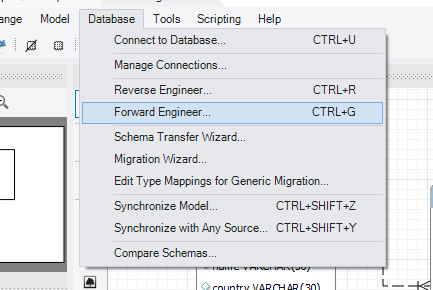 ange Model Database Tools Scripting Help
Connect to Database... CTRL+U
Manage Connections...
Reverse Engineer... CTRL+R
Forward Engineer... CTRL+G
Schema Transfer Wizard...
Migration Wizard...
Edit Type Mappings for Generic Migration...
Synchronize Model... CTRL+SHIFT+Z
Synchronize with Any Source... CTRL+SHIFT+Y
Compare Schemas...
name VARCHAR(50)
country VARCHAR(30)